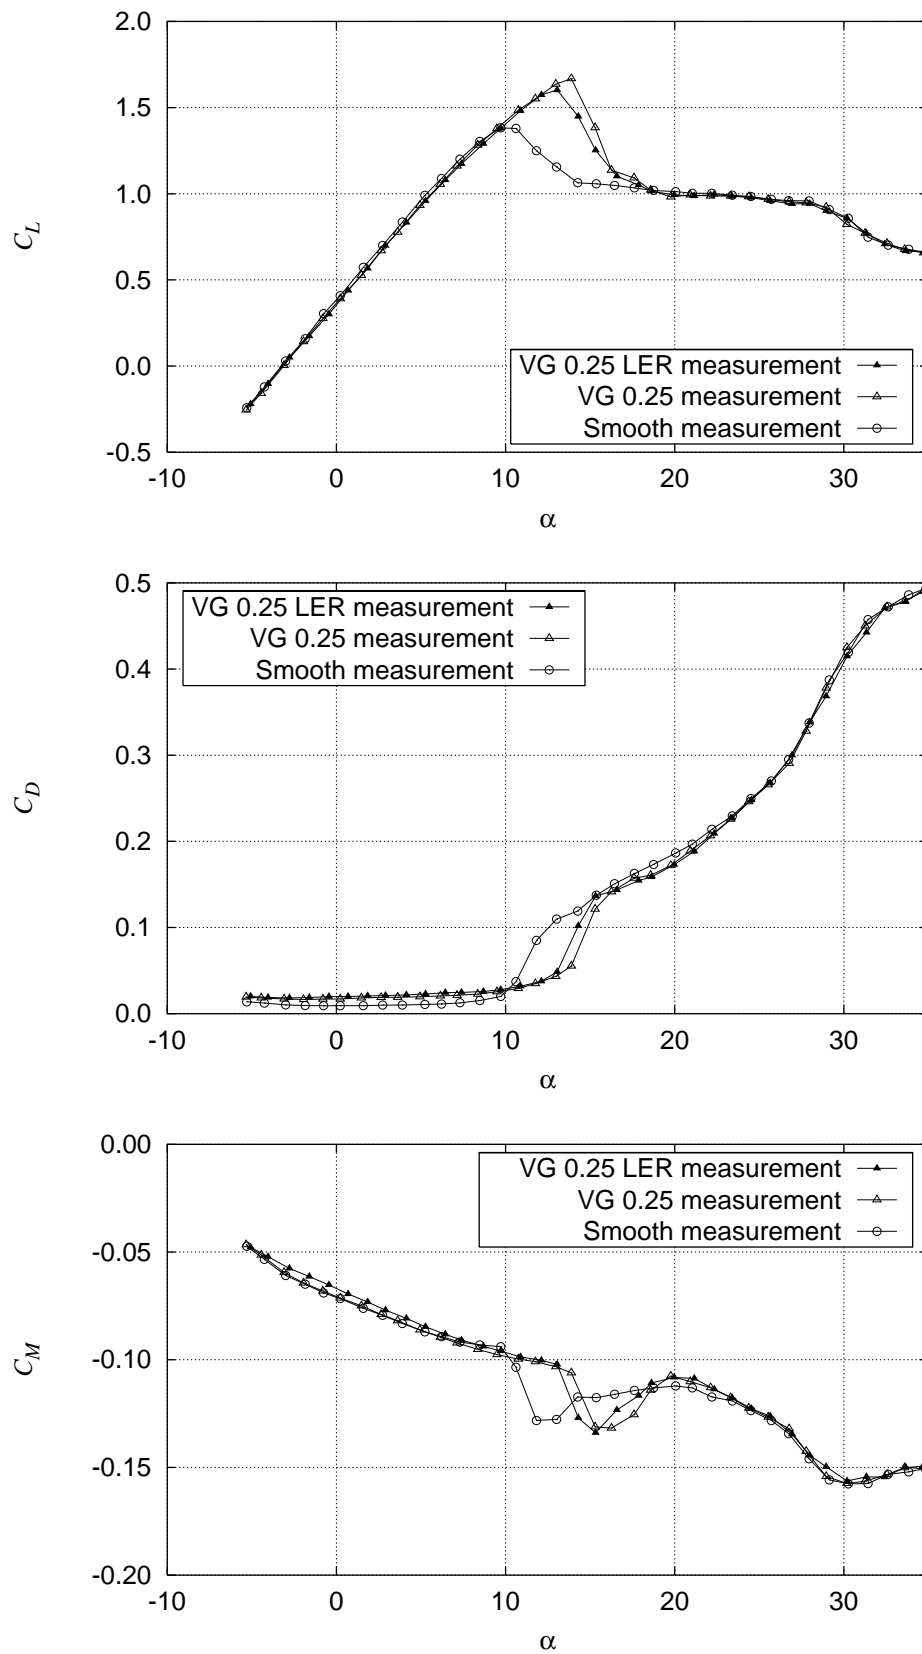 2.0
1.5
1.0
0.5
0.0
-0.5
-10 0 10 20 30
C_L
α
VG 0.25 LER measurement
VG 0.25 measurement
Smooth measurement
0.5
0.4
0.3
0.2
0.1
0.0
-10 0 10 20 30
C_D
α
VG 0.25 LER measurement
VG 0.25 measurement
Smooth measurement
0.00
-0.05
-0.10
-0.15
-0.20
-10 0 10 20 30
C_M
α
VG 0.25 LER measurement
VG 0.25 measurement
Smooth measurement